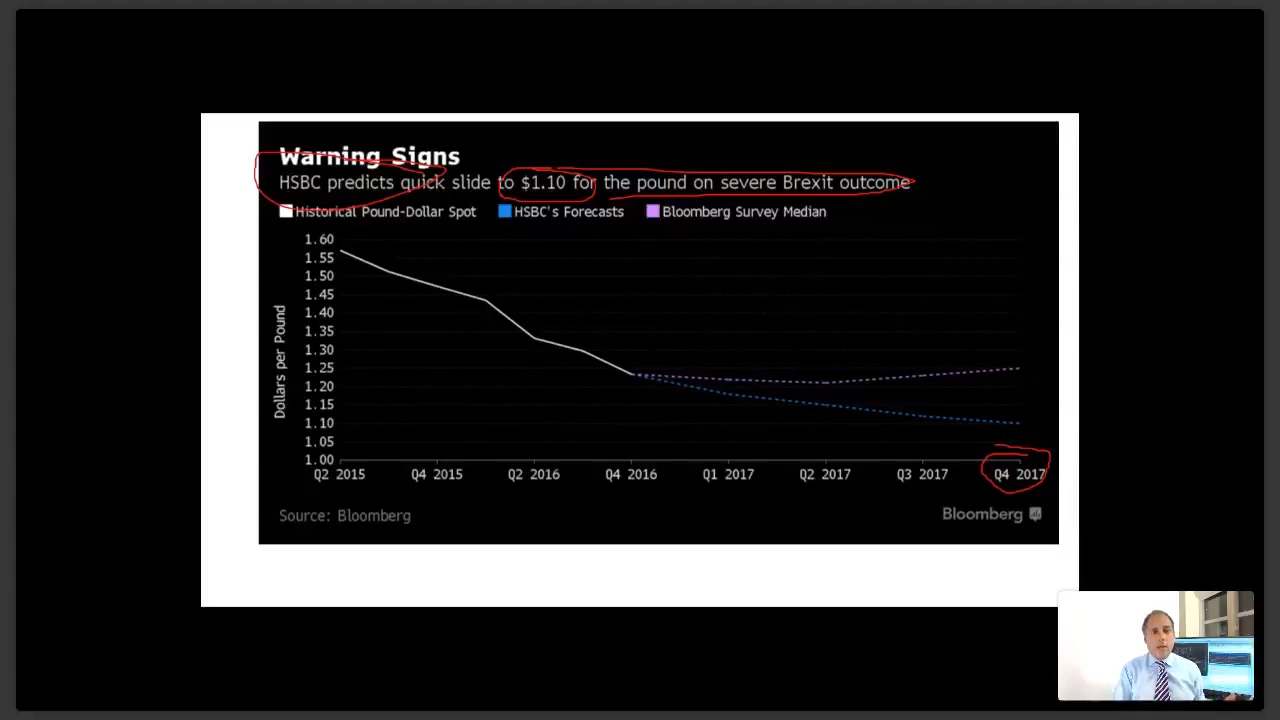 Warning Signs
HSBC predicts quick slide to $1.10 for the pound on severe Brexit outcome
Historical Pound-Dollar Spot HSBC's Forecasts Bloomberg Survey Median
1.60
1.55
1.50
1.45
1.40
1.35
1.30
1.25
1.20
1.15
1.10
1.05
1.00
Dollars per Pound
Q2 2015 Q4 2015 Q2 2016 Q4 2016 Q1 2017 Q2 2017 Q3 2017 Q4 2017
Source: Bloomberg
Bloomberg